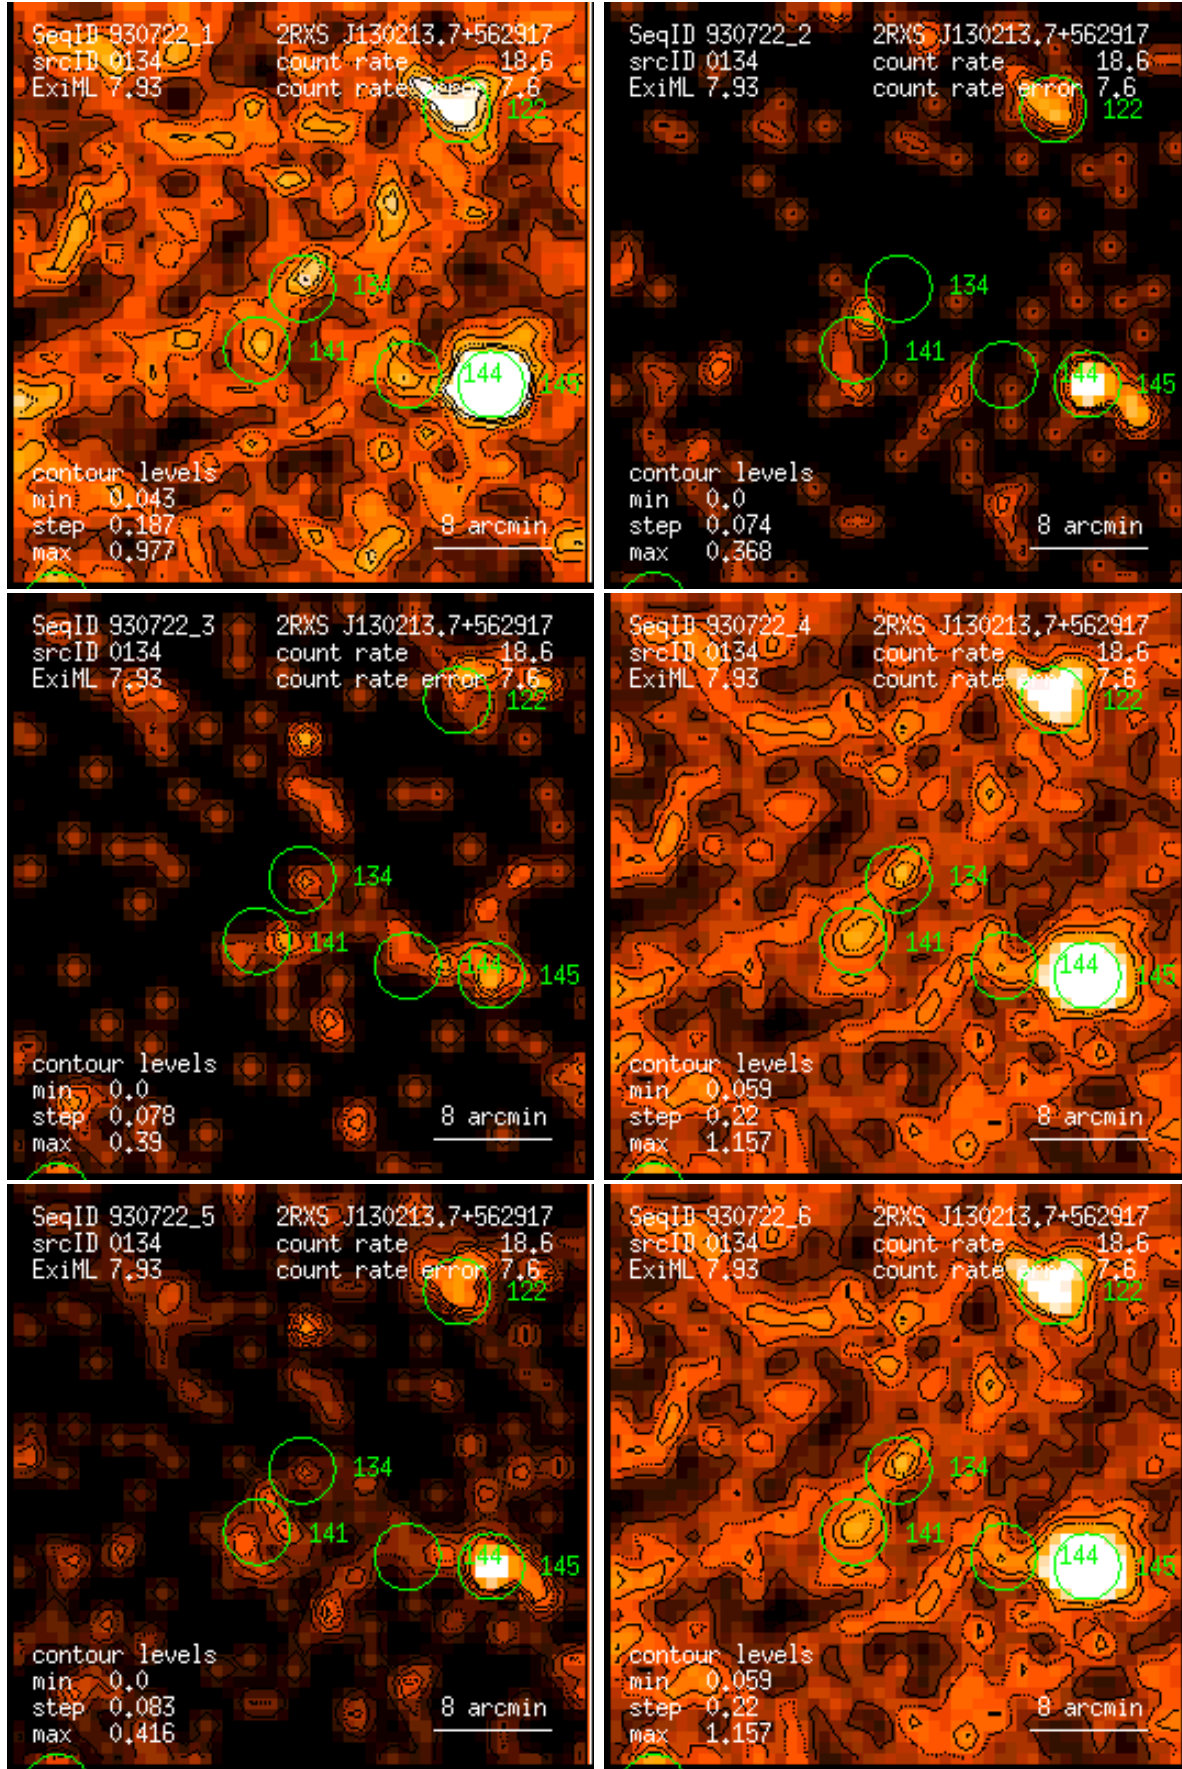 SeqID 930722_1 2RXS J130213.7+562917
srcID 0134 count rate 18.6
ExiML 7.93 count rate error 7.6
122
134
141
144 145
contour levels
min 0.043
step 0.187
max 0.977
8 arcmin
SeqID 930722_2 2RXS J130213.7+562917
srcID 0134 count rate 18.6
ExiML 7.93 count rate error 7.6
122
134
141
144 145
contour levels
min 0.0
step 0.074
max 0.368
8 arcmin
SeqID 930722_3 2RXS J130213.7+562917
srcID 0134 count rate 18.6
ExiML 7.93 count rate error 7.6
122
134
141
144 145
contour levels
min 0.0
step 0.078
max 0.39
8 arcmin
SeqID 930722_4 2RXS J130213.7+562917
srcID 0134 count rate 18.6
ExiML 7.93 count rate error 7.6
122
134
141
144 145
contour levels
min 0.059
step 0.22
max 1.157
8 arcmin
SeqID 930722_5 2RXS J130213.7+562917
srcID 0134 count rate 18.6
ExiML 7.93 count rate error 7.6
122
134
141
144 145
contour levels
min 0.0
step 0.083
max 0.416
8 arcmin
SeqID 930722_6 2RXS J130213.7+562917
srcID 0134 count rate 18.6
ExiML 7.93 count rate error 7.6
122
134
141
144 145
contour levels
min 0.059
step 0.22
max 1.157
8 arcmin